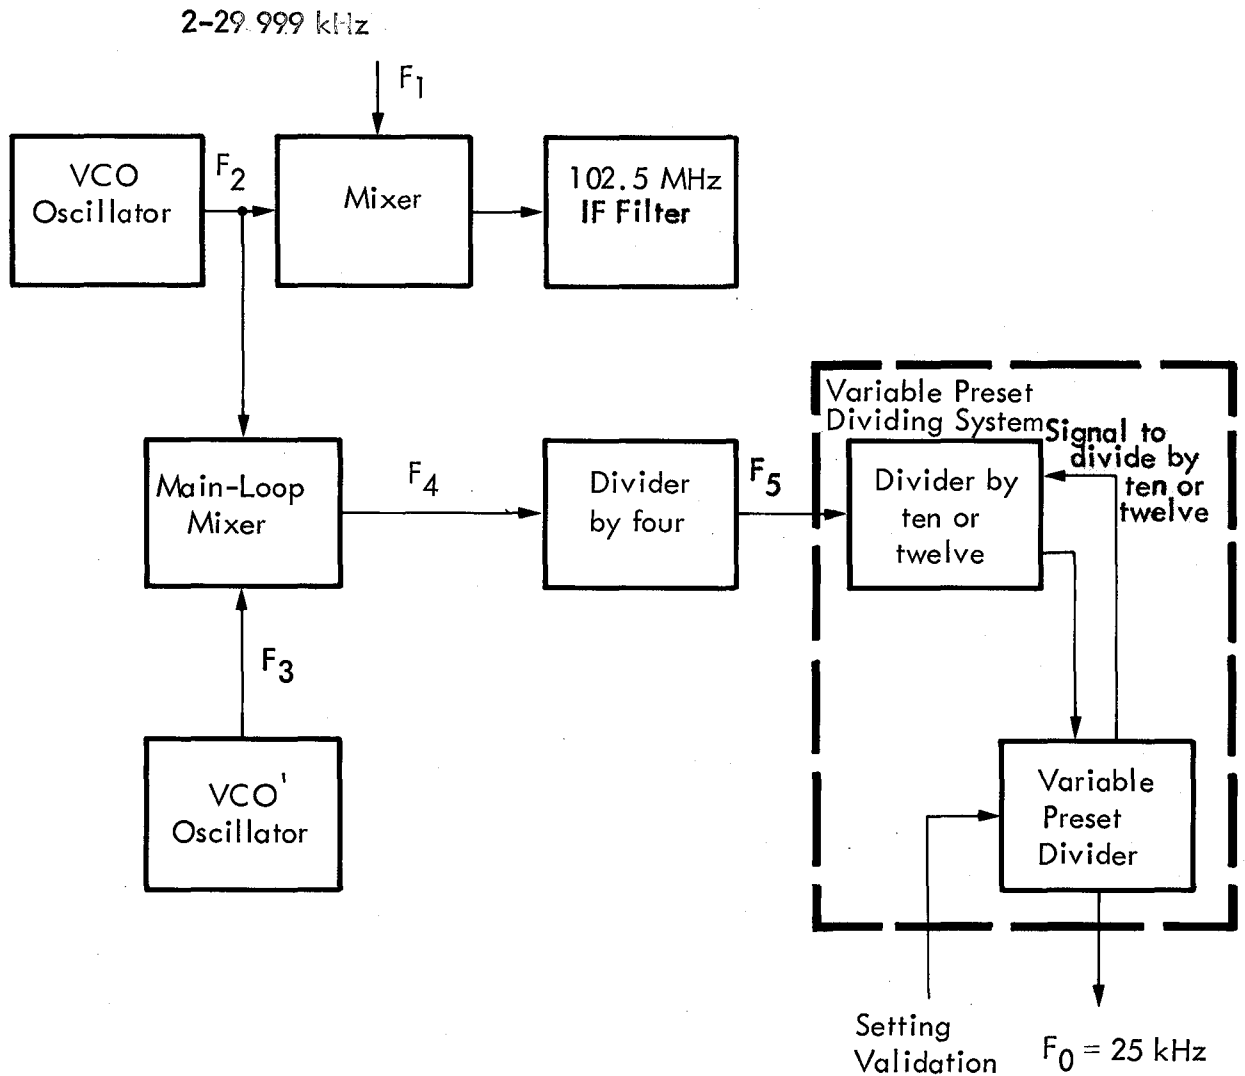 2-29.999 kHz
F1
VCO
Oscillator
F2
Mixer
102.5 MHz
IF Filter
Variable Preset
Dividing System
Signal to
divide by
ten or
twelve
Main-Loop
Mixer
F4
Divider
by four
F5
Divider by
ten or
twelve
F3
VCO'
Oscillator
Variable
Preset
Divider
Setting
Validation
F0 = 25 kHz